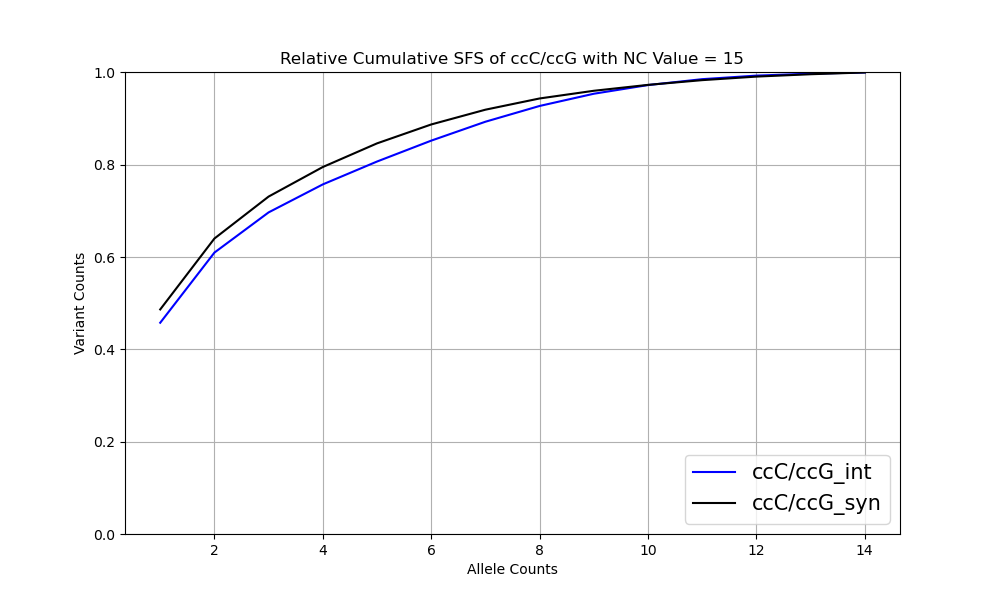 Relative Cumulative SFS of ccC/ccG with NC Value = 15
1.0
0.8
0.6
0.4
0.2
0.0
Variant Counts
2 4 6 8 10 12 14
Allele Counts
ccC/ccG_int
ccC/ccG_syn